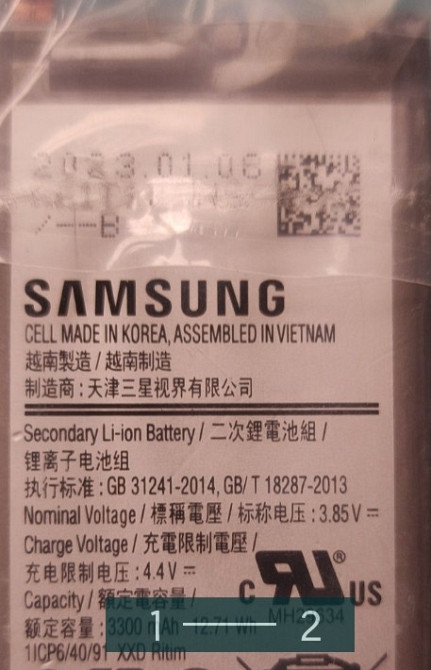 2023.01.06
SAMSUNG
CELL MADE IN KOREA, ASSEMBLED IN VIETNAM
越南製造 / 越南制造
制造商 : 天津三星视界有限公司
Secondary Li-ion Battery / 二次鋰電池組 /
锂离子电池组
执行标准 : GB 31241-2014, GB/ T 18287-2013
Nominal Voltage / 標稱電壓 / 标称电压 : 3.85V ⎓
Charge Voltage / 充電限制電壓 /
充电限制电压 : 4.4V ⎓
Capacity / 額定電容量 /
额定容量 : 3300 mAh 12.71 Wh
1ICP6/40/91 XXD Ritim
C RU ® US
1 — 2